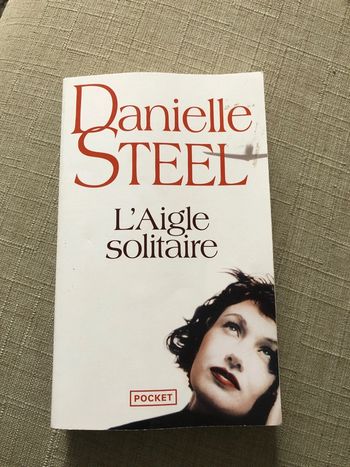 Danielle
STEEL
L'Aigle
solitaire
POCKET